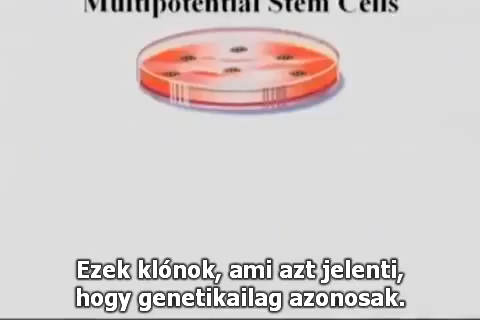 Multipotential Stem Cells
Ezek klónok, ami azt jelenti,
hogy genetikailag azonosak.